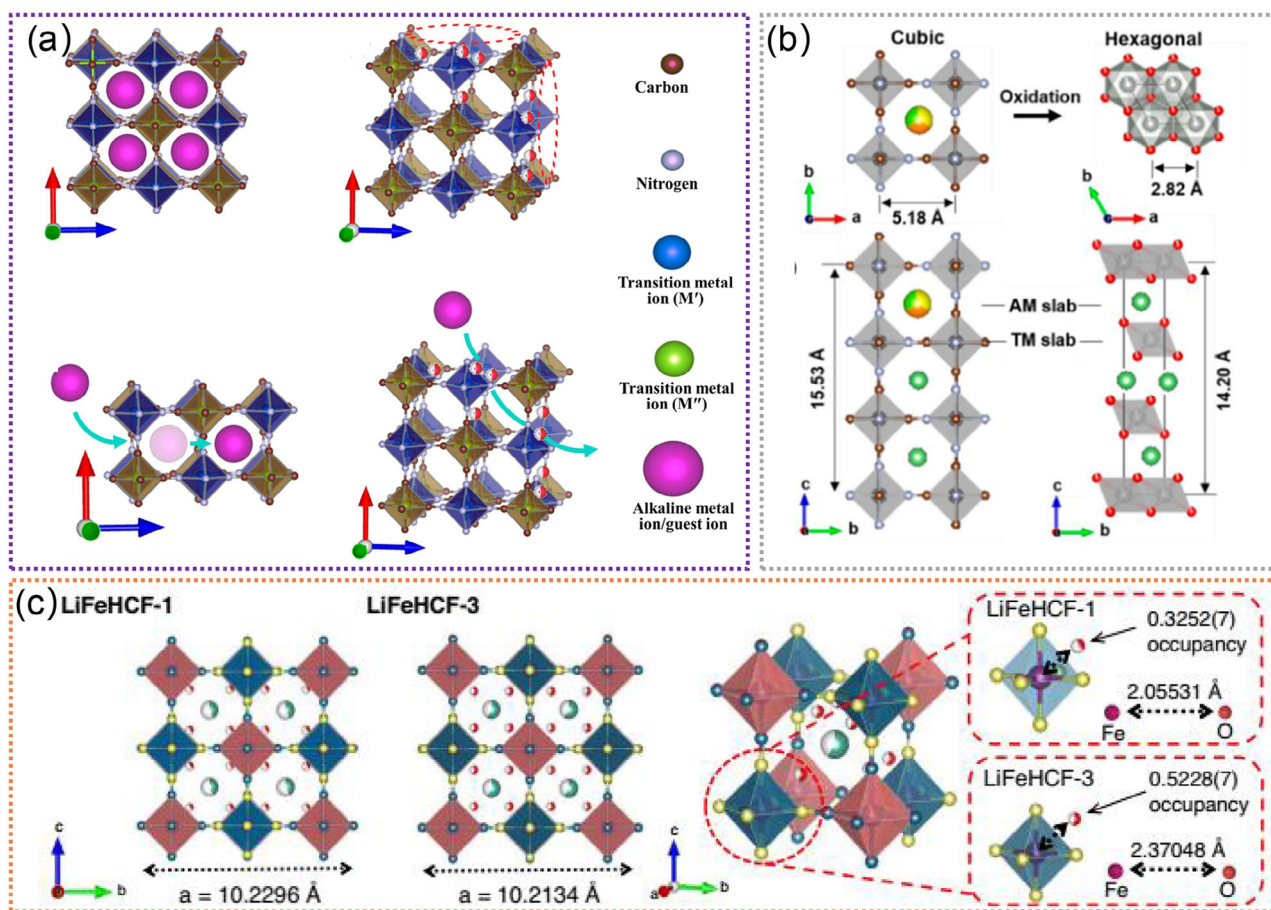 (a)
Carbon
Nitrogen
Transition metal
ion (M′)
Transition metal
ion (M″)
Alkaline metal
ion/guest ion
(b)
Cubic
Hexagonal
Oxidation
b
a
5.18 Å
b
a
2.82 Å
AM slab
TM slab
15.53 Å
14.20 Å
c
a
b
c
a
b
(c)
LiFeHCF-1
LiFeHCF-3
c
b
a = 10.2296 Å
c
b
a = 10.2134 Å
c
a
b
LiFeHCF-1
0.3252(7)
occupancy
2.05531 Å
Fe
O
LiFeHCF-3
0.5228(7)
occupancy
2.37048 Å
Fe
O